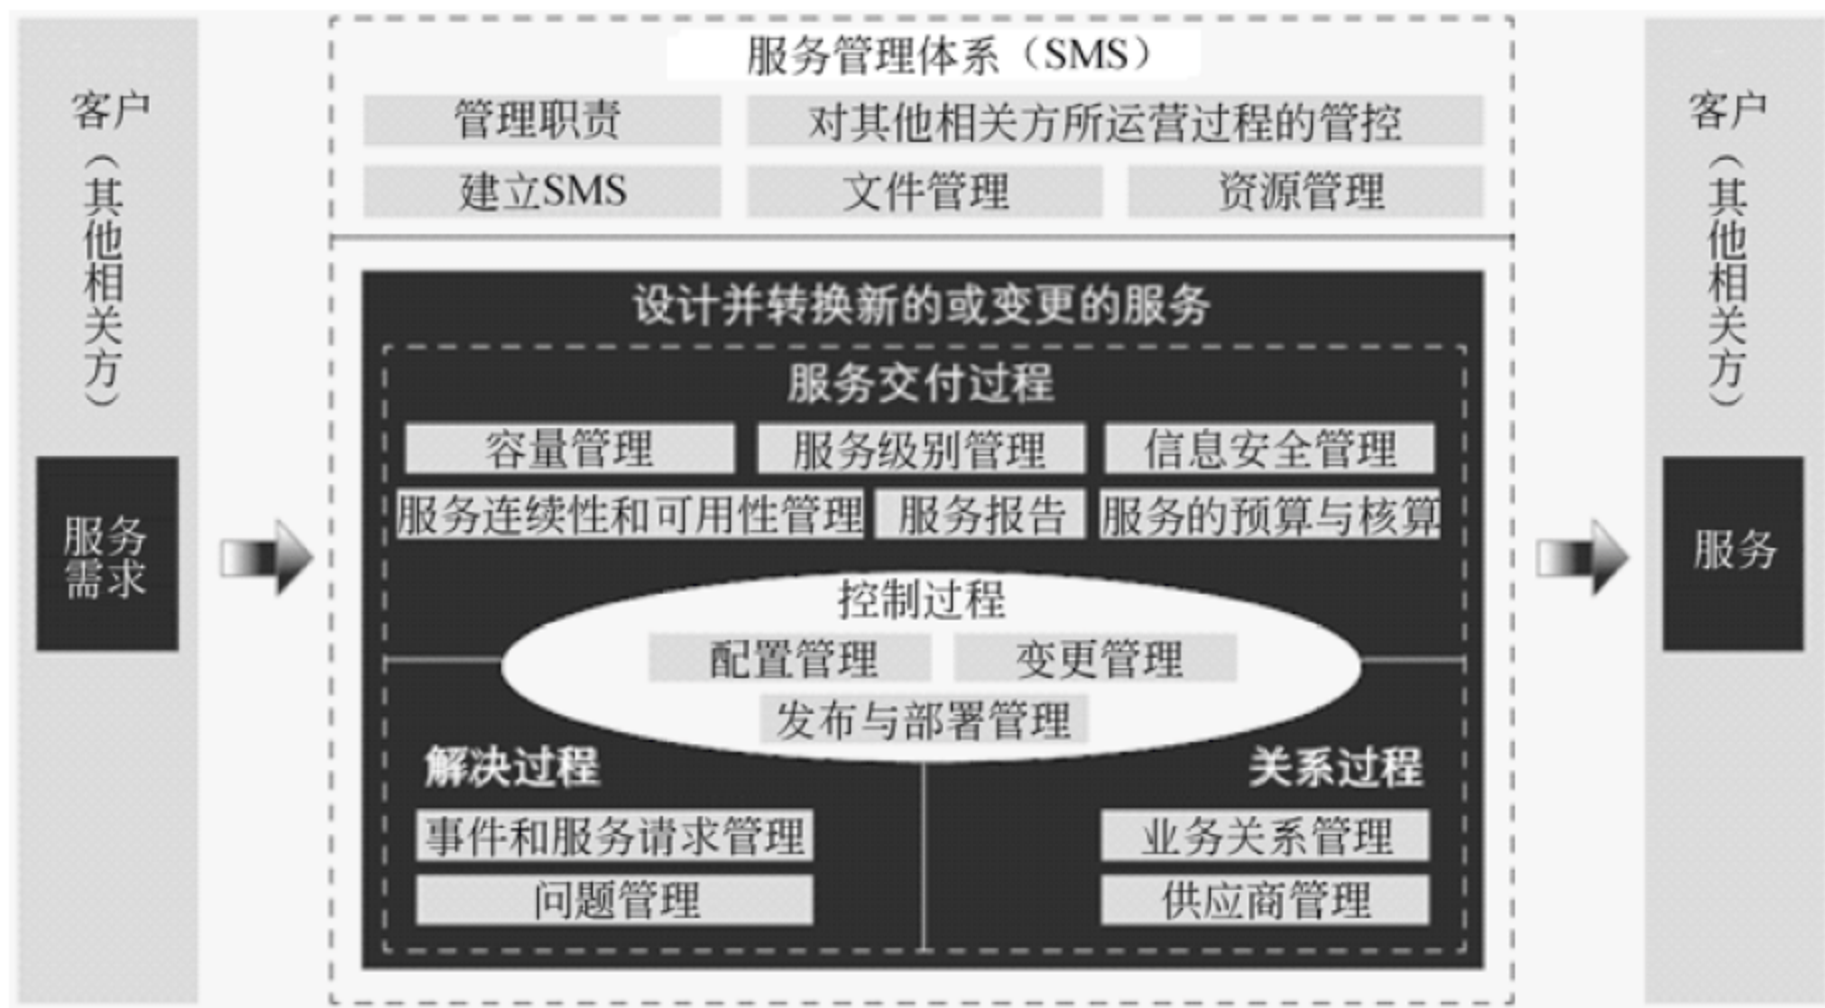 客户（其他相关方）
服务
需求
服务管理体系（SMS）
管理职责
对其他相关方所运营过程的管控
建立SMS
文件管理
资源管理
设计并转换新的或变更的服务
服务交付过程
容量管理
服务级别管理
信息安全管理
服务连续性和可用性管理
服务报告
服务的预算与核算
控制过程
配置管理
变更管理
发布与部署管理
解决过程
事件和服务请求管理
问题管理
关系过程
业务关系管理
供应商管理
客户（其他相关方）
服务